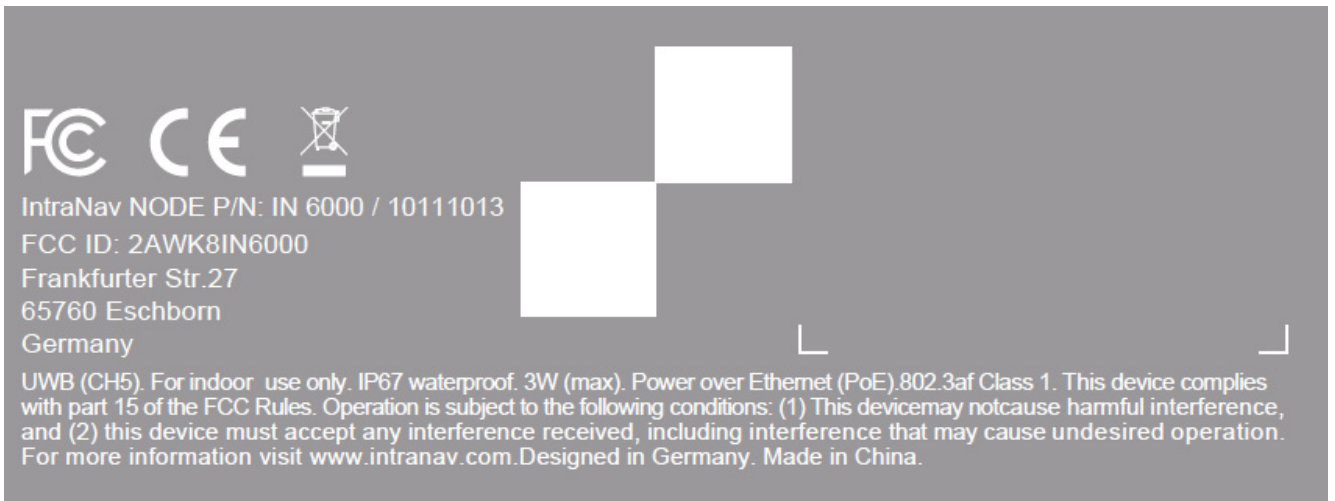 FC CE
IntraNav NODE P/N: IN 6000 / 10111013
FCC ID: 2AWK8IN6000
Frankfurter Str.27
65760 Eschborn
Germany
UWB (CH5). For indoor use only. IP67 waterproof. 3W (max). Power over Ethernet (PoE).802.3af Class 1. This device complies
with part 15 of the FCC Rules. Operation is subject to the following conditions: (1) This devicemay notcause harmful interference,
and (2) this device must accept any interference received, including interference that may cause undesired operation.
For more information visit www.intranav.com.Designed in Germany. Made in China.